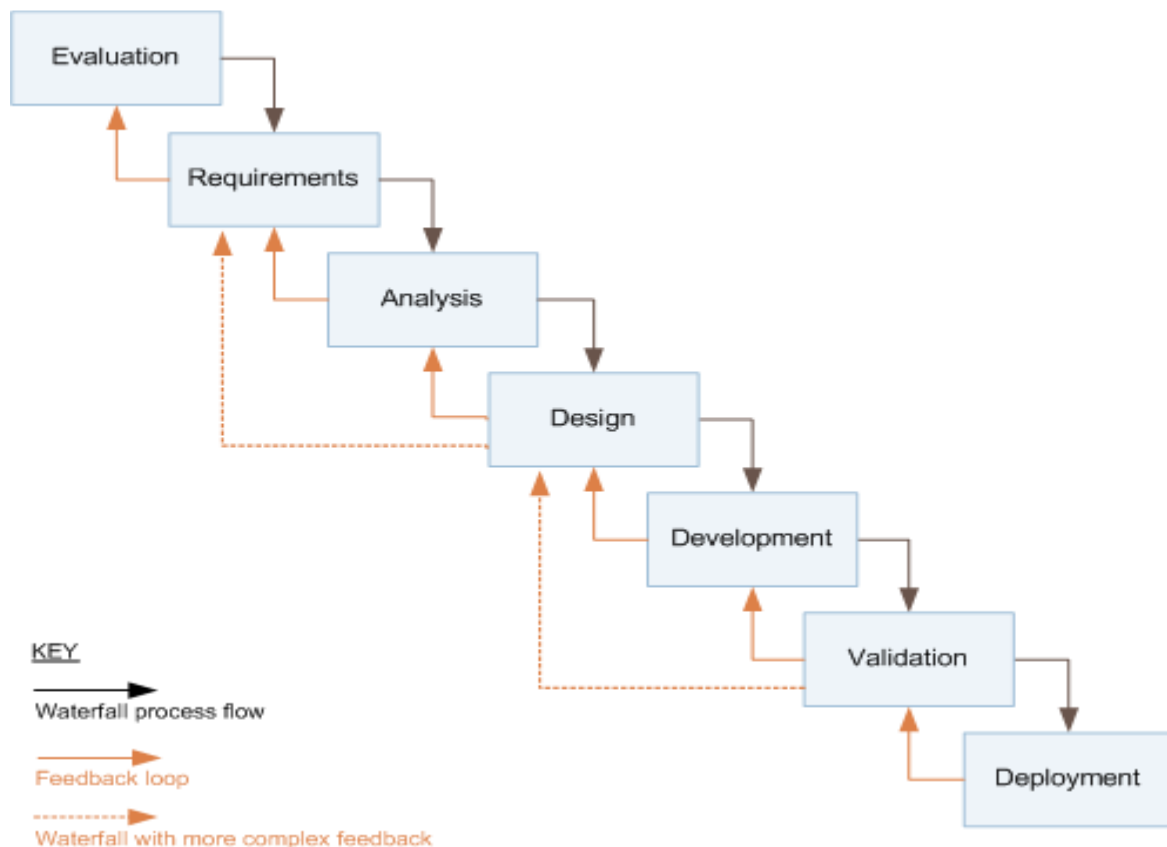 Evaluation
Requirements
Analysis
Design
Development
Validation
Deployment
KEY
Waterfall process flow
Feedback loop
Waterfall with more complex feedback